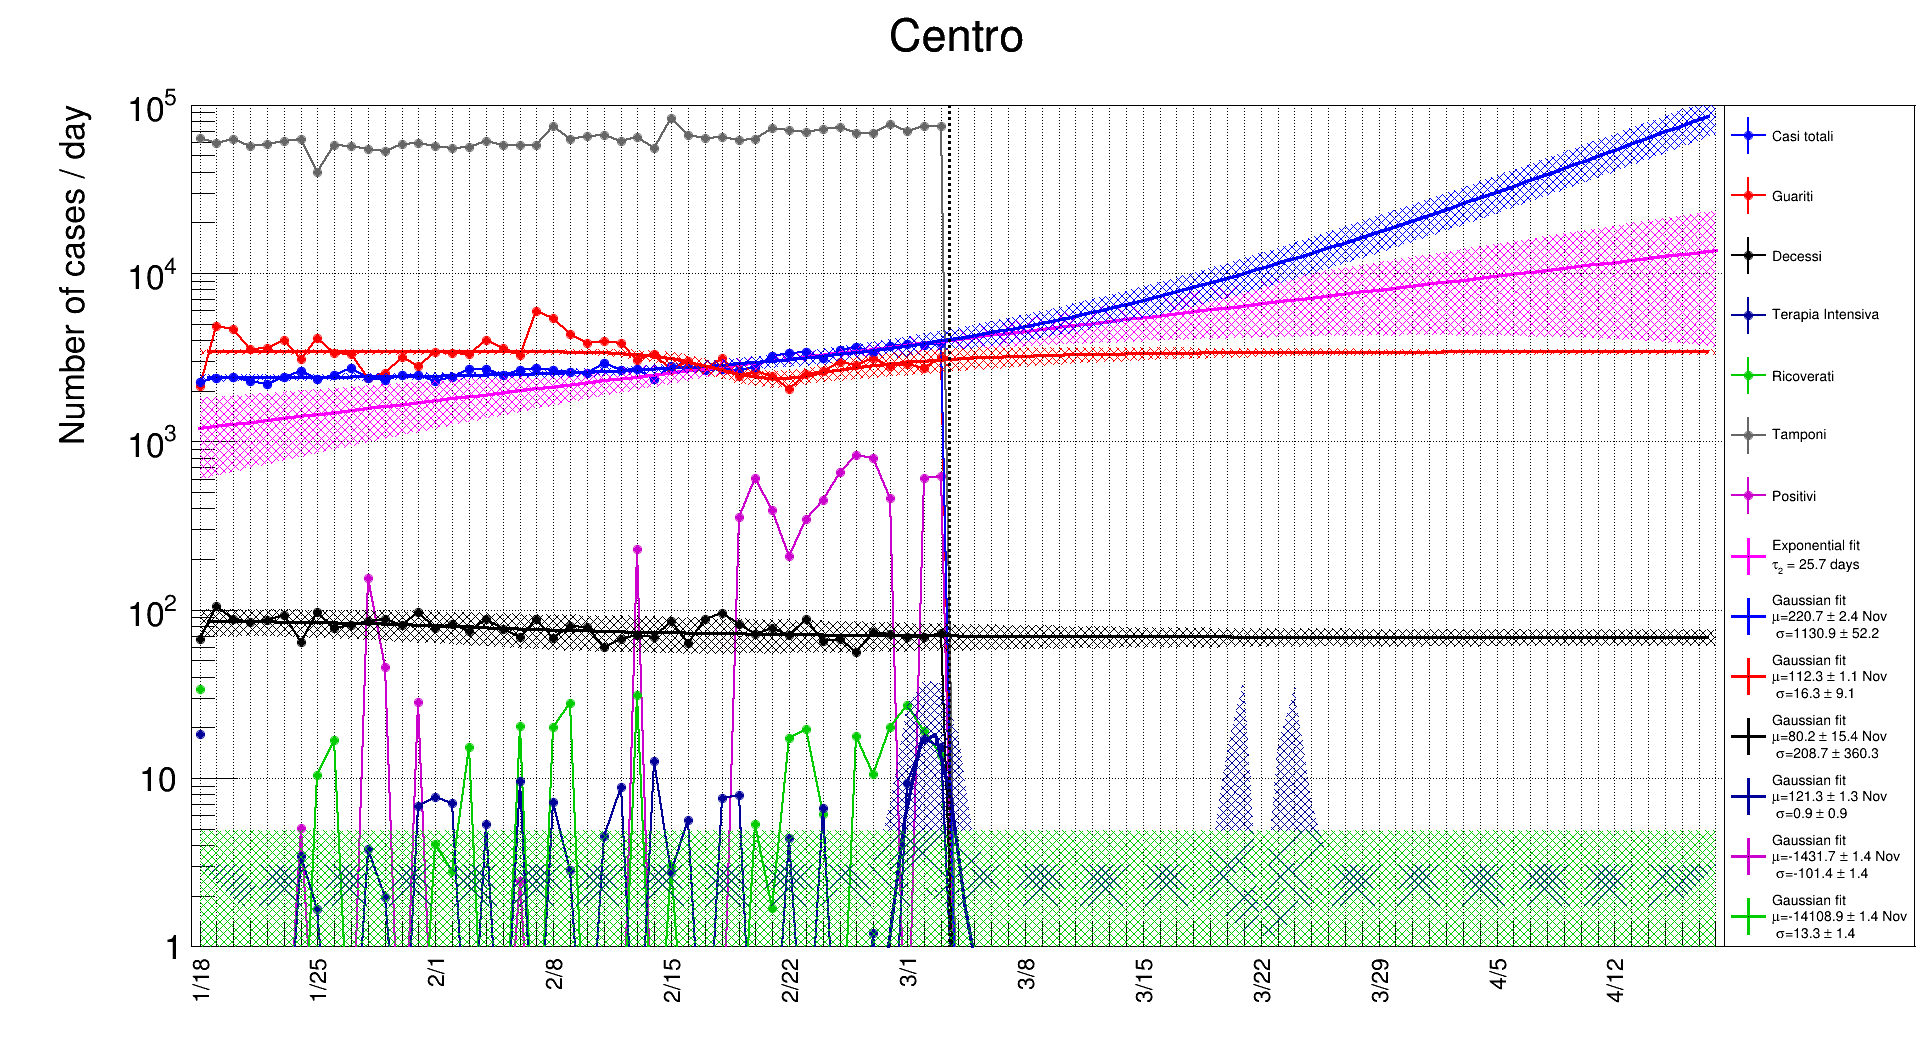 Centro
Number of cases / day
10^5
10^4
10^3
10^2
10
1
1/18
1/25
2/1
2/8
2/15
2/22
3/1
3/8
3/15
3/22
3/29
4/5
4/12
Casi totali
Guariti
Decessi
Terapia Intensiva
Ricoverati
Tamponi
Positivi
Exponential fit
τ₂ = 25.7 days
Gaussian fit
μ=220.7 ± 2.4 Nov
σ=1130.9 ± 52.2
Gaussian fit
μ=112.3 ± 1.1 Nov
σ=16.3 ± 9.1
Gaussian fit
μ=80.2 ± 15.4 Nov
σ=208.7 ± 360.3
Gaussian fit
μ=121.3 ± 1.3 Nov
σ=0.9 ± 0.9
Gaussian fit
μ=-1431.7 ± 1.4 Nov
σ=-101.4 ± 1.4
Gaussian fit
μ=-14108.9 ± 1.4 Nov
σ=13.3 ± 1.4